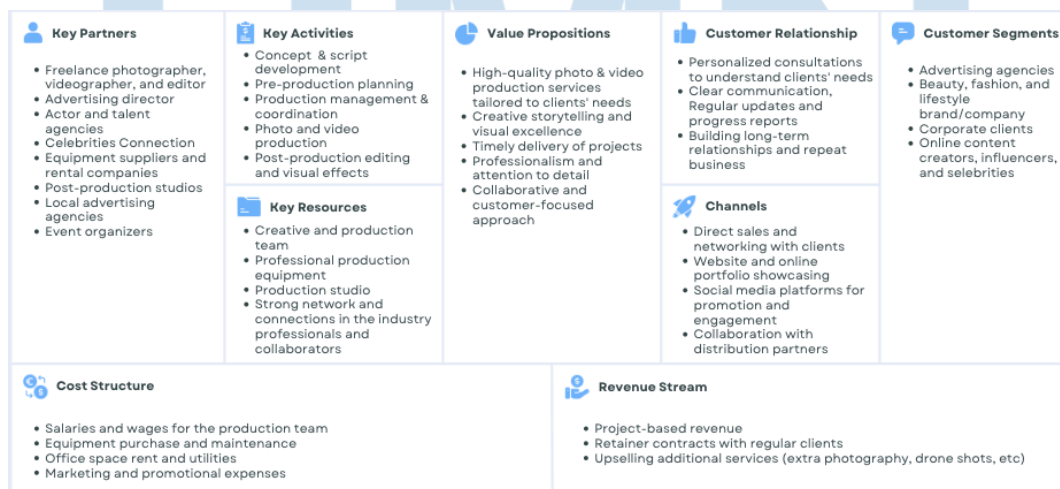 Key Partners
• Freelance photographer,
videographer, and editor
• Advertising director
• Actor and talent
agencies
• Celebrities Connection
• Equipment suppliers and
rental companies
• Post-production studios
• Local advertising
agencies
• Event organizers
Key Activities
• Concept & script
development
• Pre-production planning
• Production management &
coordination
• Photo and video
production
• Post-production editing
and visual effects
Key Resources
• Creative and production
team
• Professional production
equipment
• Production studio
• Strong network and
connections in the industry
professionals and
collaborators
Value Propositions
• High-quality photo & video
production services
tailored to clients' needs
• Creative storytelling and
visual excellence
• Timely delivery of projects
• Professionalism and
attention to detail
• Collaborative and
customer-focused
approach
Customer Relationship
• Personalized consultations
to understand clients' needs
• Clear communication,
Regular updates and
progress reports
• Building long-term
relationships and repeat
business
Channels
• Direct sales and
networking with clients
• Website and online
portfolio showcasing
• Social media platforms for
promotion and
engagement
• Collaboration with
distribution partners
Customer Segments
• Advertising agencies
• Beauty, fashion, and
lifestyle
brand/company
• Corporate clients
• Online content
creators, influencers,
and selebrities
Cost Structure
• Salaries and wages for the production team
• Equipment purchase and maintenance
• Office space rent and utilities
• Marketing and promotional expenses
Revenue Stream
• Project-based revenue
• Retainer contracts with regular clients
• Upselling additional services (extra photography, drone shots, etc)